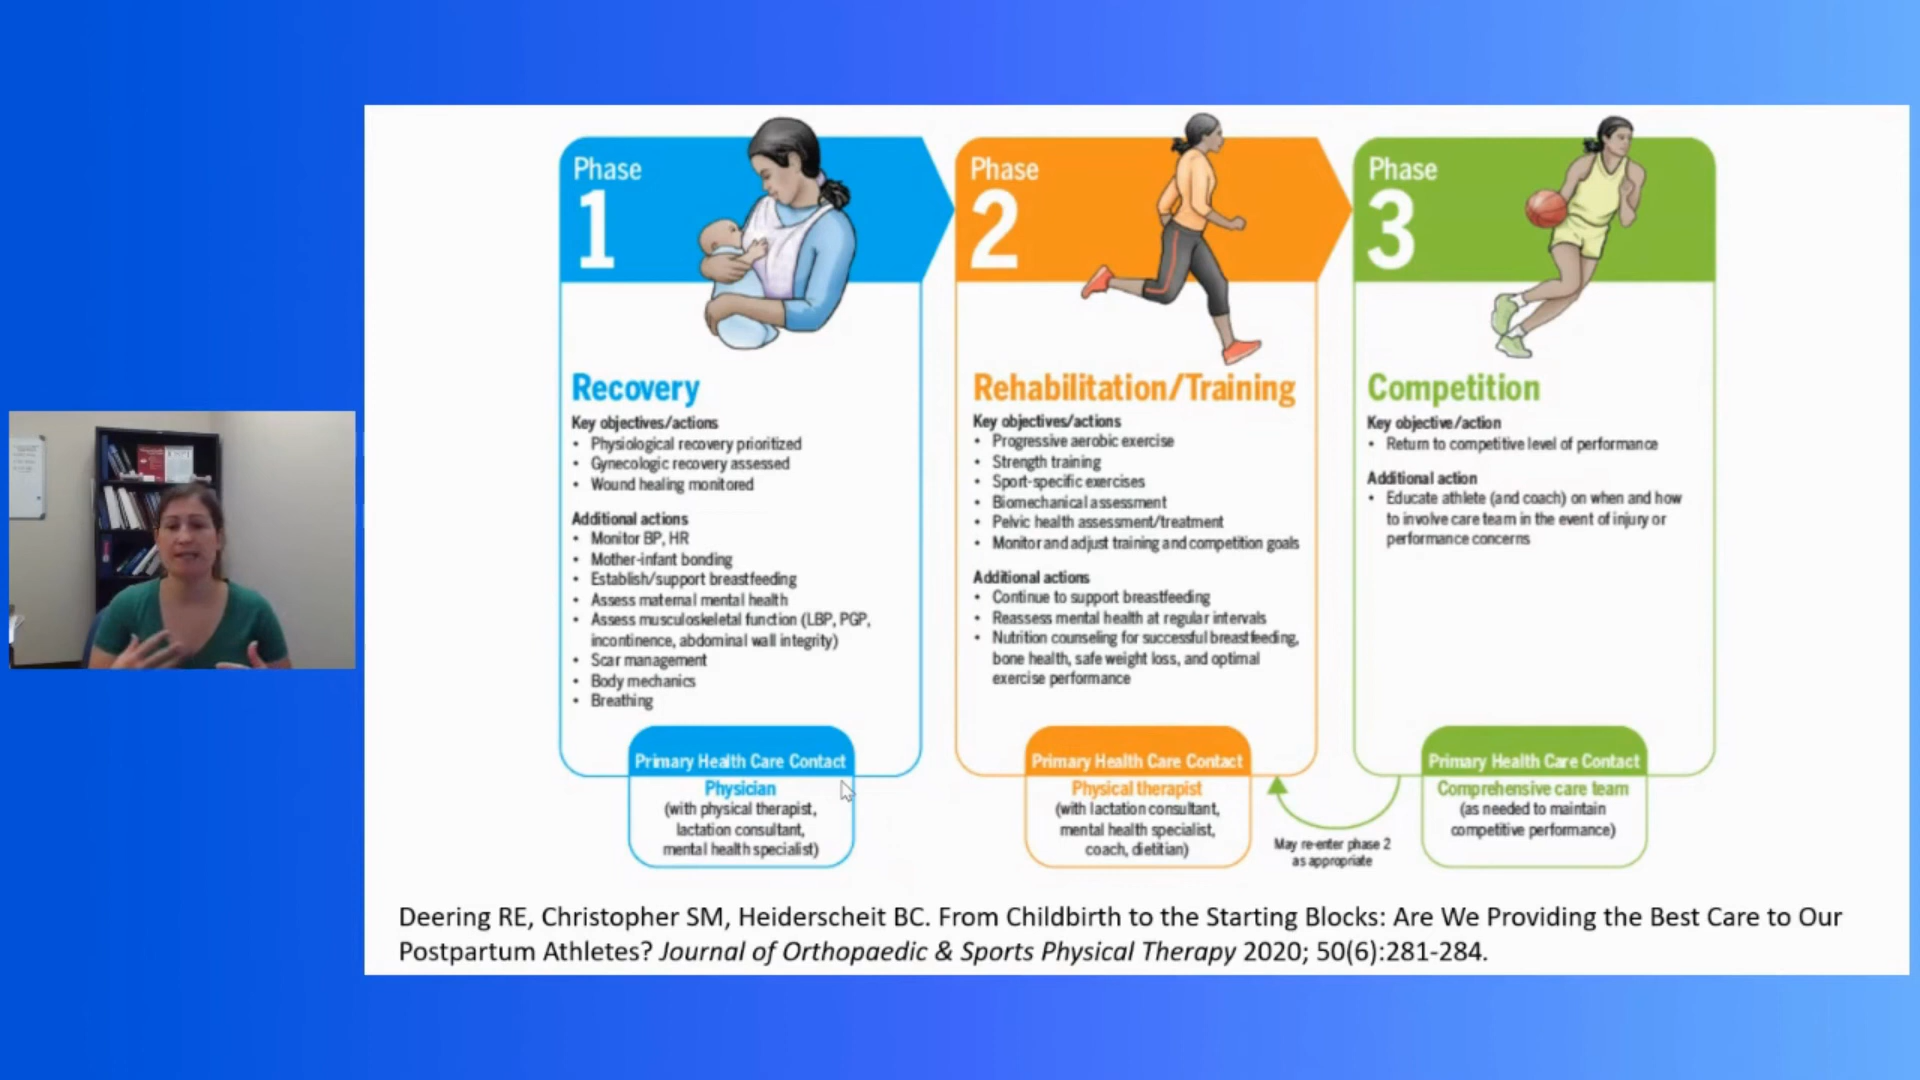 Phase
1
Recovery
Key objectives/actions
• Physiological recovery prioritized
• Gynecologic recovery assessed
• Wound healing monitored
Additional actions
• Monitor BP, HR
• Mother-infant bonding
• Establish/support breastfeeding
• Assess maternal mental health
• Assess musculoskeletal function (LBP, PGP,
incontinence, abdominal wall integrity)
• Scar management
• Body mechanics
• Breathing
Primary Health Care Contact
Physician
(with physical therapist,
lactation consultant,
mental health specialist)
Phase
2
Rehabilitation/Training
Key objectives/actions
• Progressive aerobic exercise
• Strength training
• Sport-specific exercises
• Biomechanical assessment
• Pelvic health assessment/treatment
• Monitor and adjust training and competition goals
Additional actions
• Continue to support breastfeeding
• Reassess mental health at regular intervals
• Nutrition counseling for successful breastfeeding,
bone health, safe weight loss, and optimal
exercise performance
Primary Health Care Contact
Physical therapist
(with lactation consultant,
mental health specialist,
coach, dietitian)
Phase
3
Competition
Key objective/action
• Return to competitive level of performance
Additional action
• Educate athlete (and coach) on when and how
to involve care team in the event of injury or
performance concerns
Primary Health Care Contact
Comprehensive care team
(as needed to maintain
competitive performance)
May re-enter phase 2
as appropriate
Deering RE, Christopher SM, Heiderscheit BC. From Childbirth to the Starting Blocks: Are We Providing the Best Care to Our
Postpartum Athletes? Journal of Orthopaedic & Sports Physical Therapy 2020; 50(6):281-284.